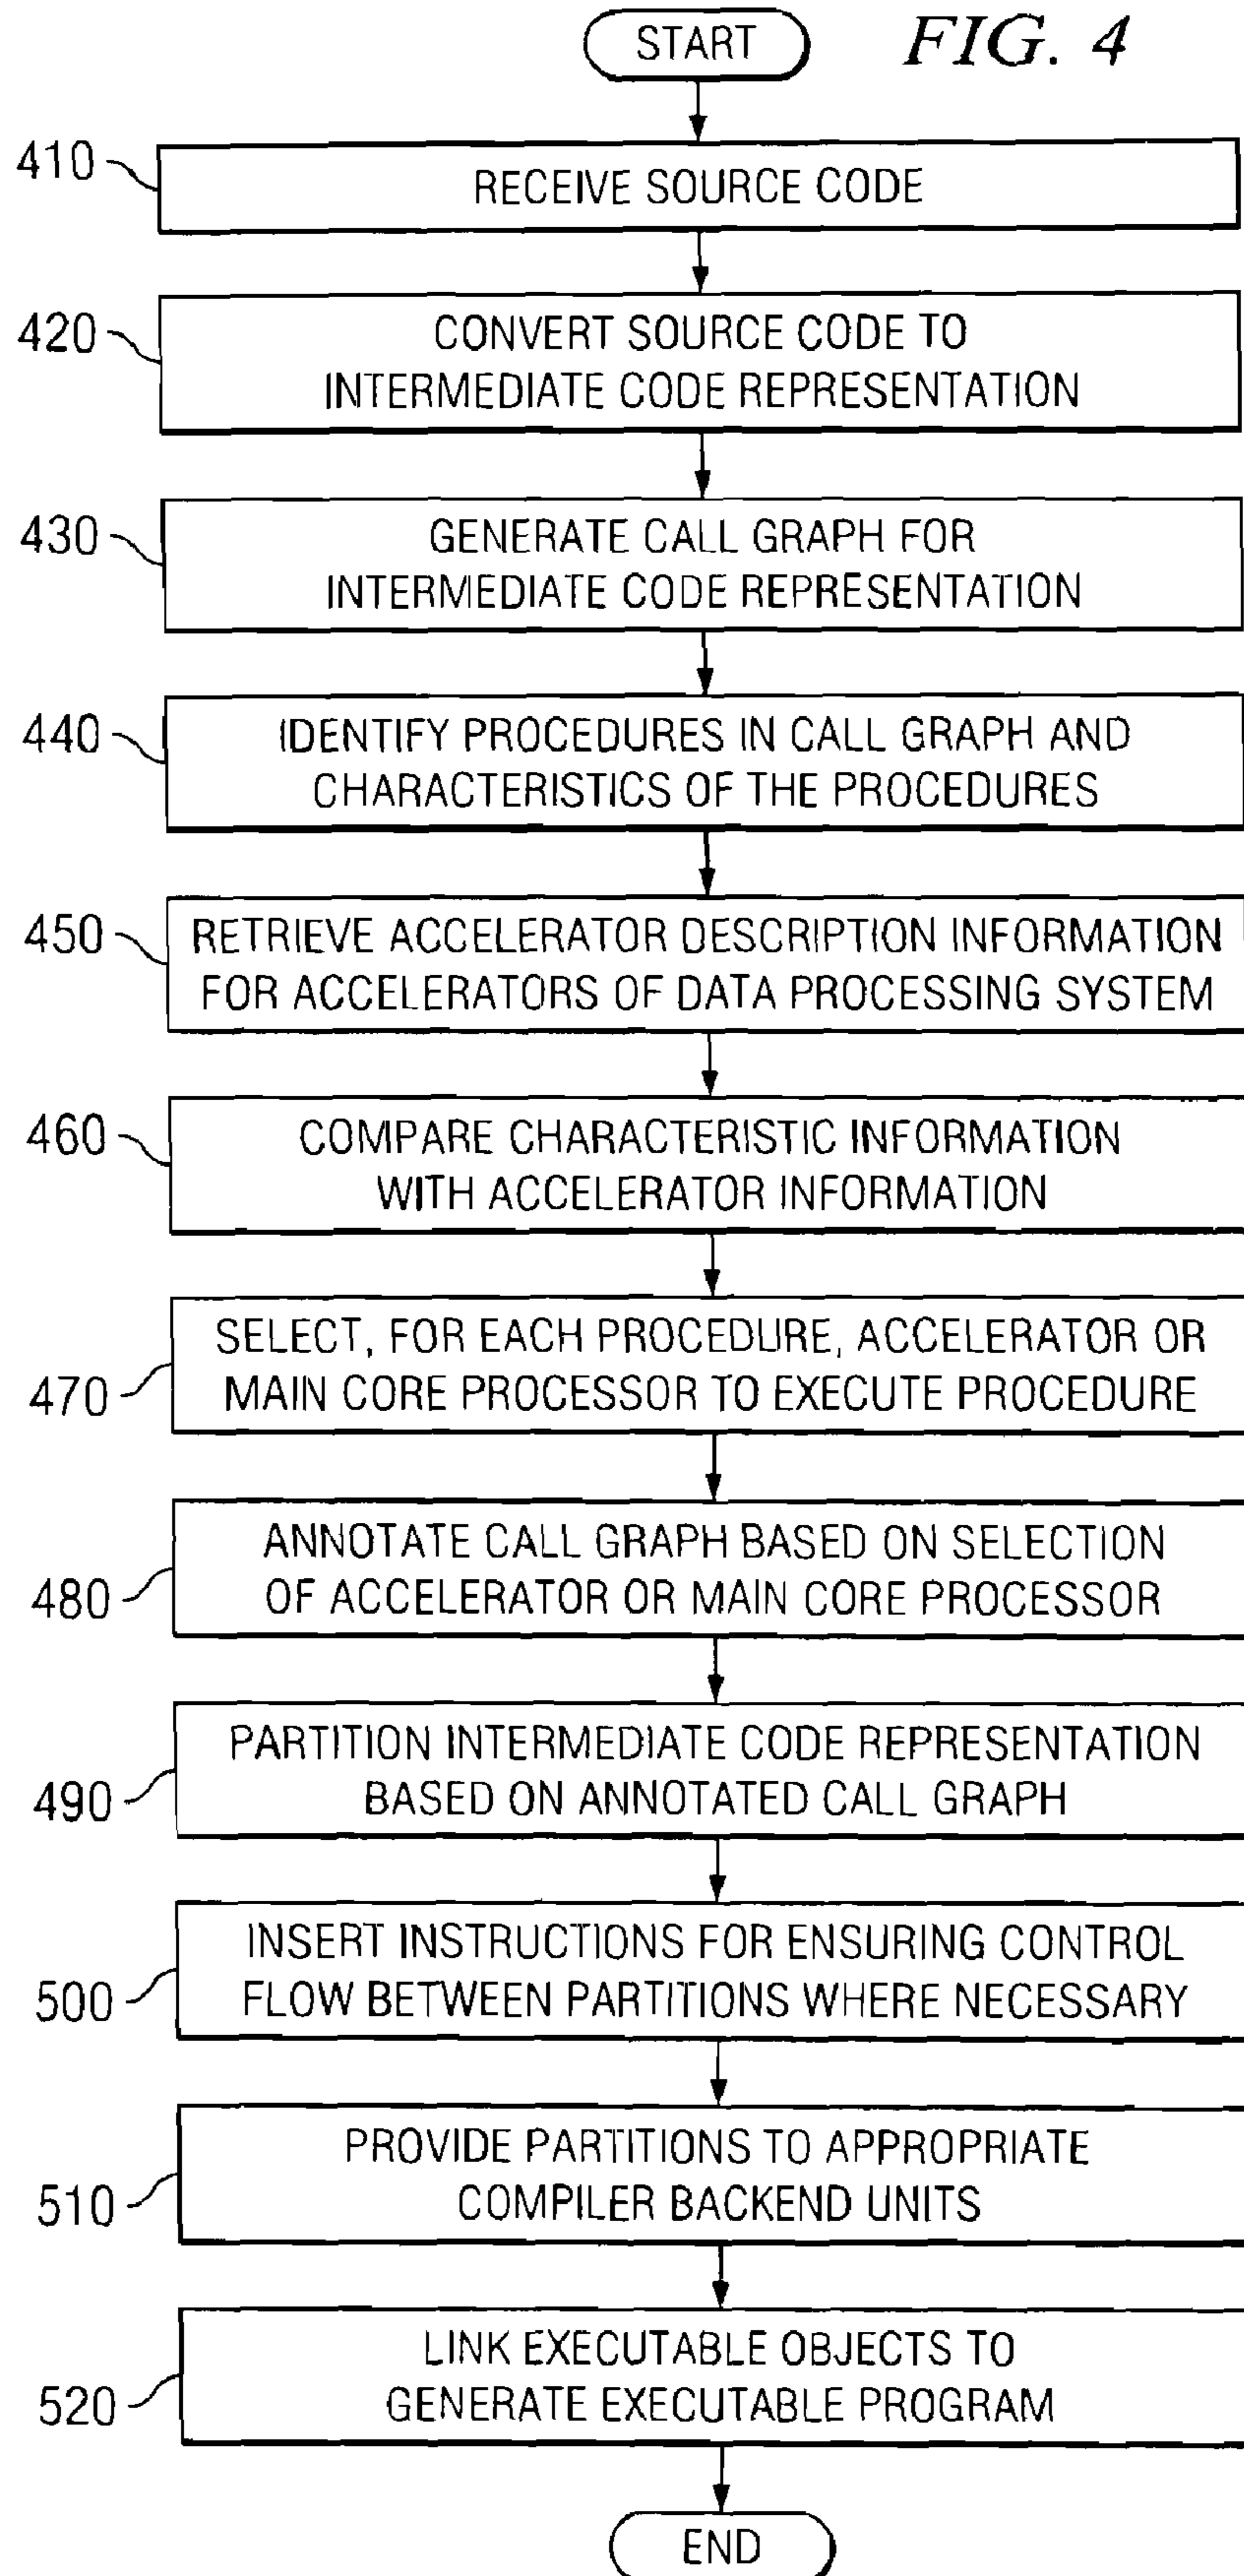 START
FIG. 4
410
RECEIVE SOURCE CODE
420
CONVERT SOURCE CODE TO
INTERMEDIATE CODE REPRESENTATION
430
GENERATE CALL GRAPH FOR
INTERMEDIATE CODE REPRESENTATION
440
IDENTIFY PROCEDURES IN CALL GRAPH AND
CHARACTERISTICS OF THE PROCEDURES
450
RETRIEVE ACCELERATOR DESCRIPTION INFORMATION
FOR ACCELERATORS OF DATA PROCESSING SYSTEM
460
COMPARE CHARACTERISTIC INFORMATION
WITH ACCELERATOR INFORMATION
470
SELECT, FOR EACH PROCEDURE, ACCELERATOR OR
MAIN CORE PROCESSOR TO EXECUTE PROCEDURE
480
ANNOTATE CALL GRAPH BASED ON SELECTION
OF ACCELERATOR OR MAIN CORE PROCESSOR
490
PARTITION INTERMEDIATE CODE REPRESENTATION
BASED ON ANNOTATED CALL GRAPH
500
INSERT INSTRUCTIONS FOR ENSURING CONTROL
FLOW BETWEEN PARTITIONS WHERE NECESSARY
510
PROVIDE PARTITIONS TO APPROPRIATE
COMPILER BACKEND UNITS
520
LINK EXECUTABLE OBJECTS TO
GENERATE EXECUTABLE PROGRAM
END